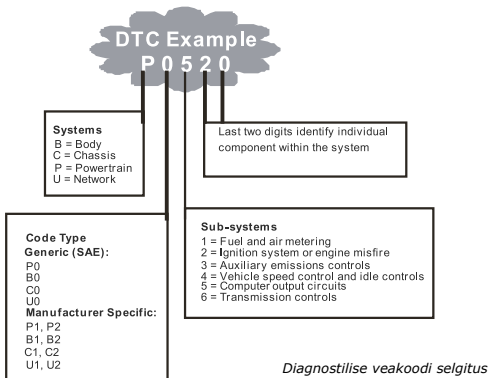 DTC Example
P 0 5 2 0
Systems
B = Body
C = Chassis
P = Powertrain
U = Network
Last two digits identify individual
component within the system
Code Type
Generic (SAE):
P0
B0
C0
U0
Manufacturer Specific:
P1, P2
B1, B2
C1, C2
U1, U2
Sub-systems
1 = Fuel and air metering
2 = Ignition system or engine misfire
3 = Auxiliary emissions controls
4 = Vehicle speed control and idle controls
5 = Computer output circuits
6 = Transmission controls
Diagnostilise veakoodi selgitus